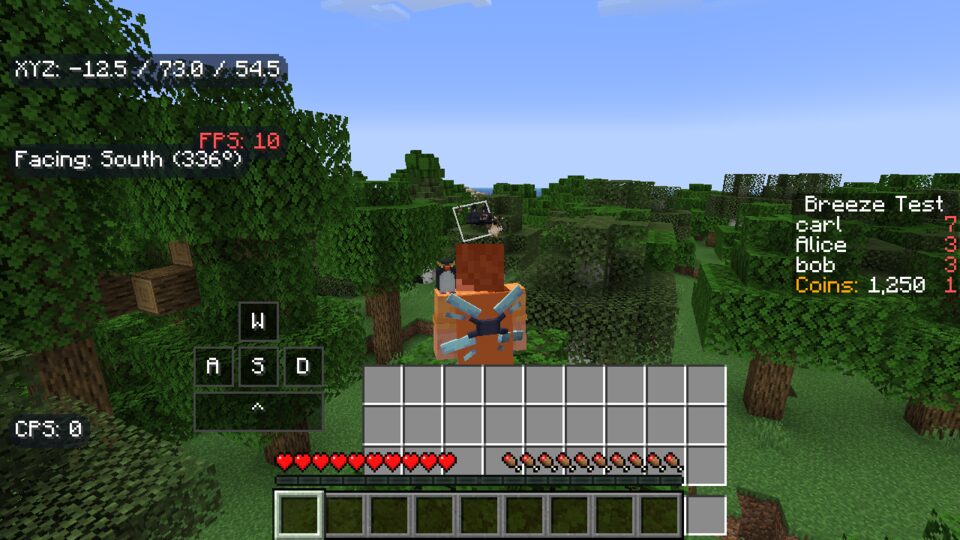 XYZ: -12.5 / 73.0 / 54.5
FPS: 10
Facing: South (336°)
Breeze Test
carl 7
Alice 3
bob 3
Coins: 1,250 1
W
A S D
^
CPS: 0